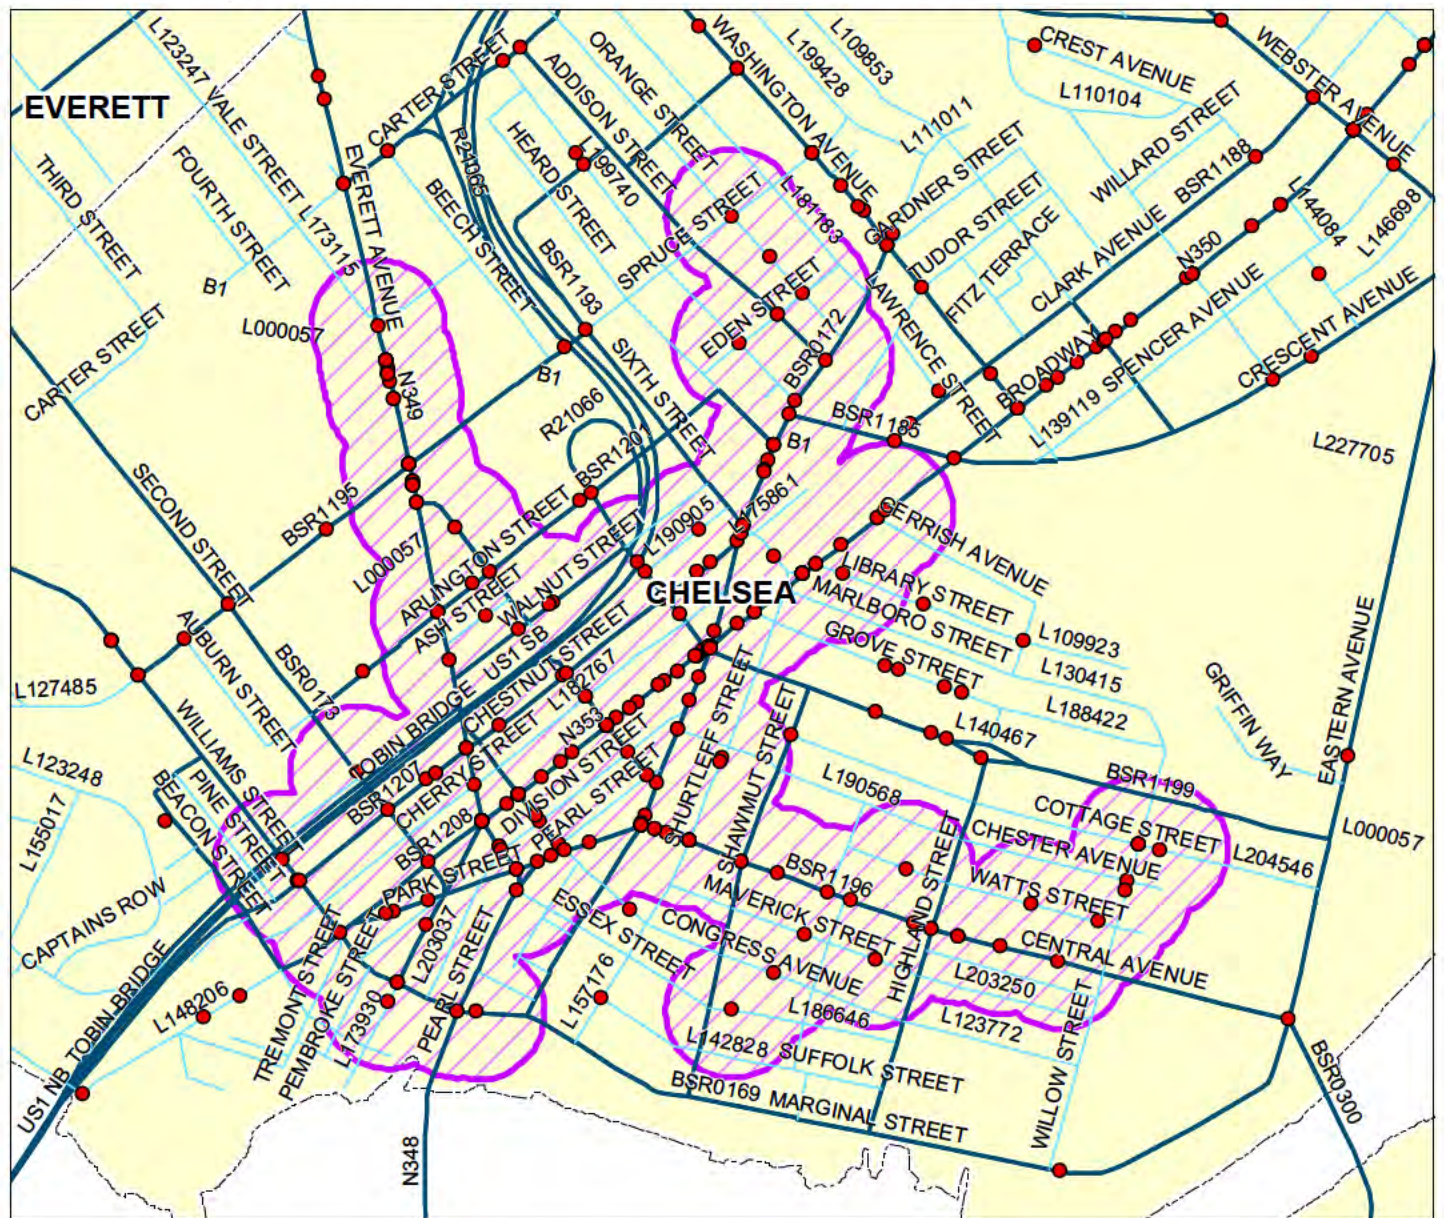 L123247
VALE STREET
L173115
EVERETT
THIRD STREET
FOURTH STREET
B1
CARTER STREET
L000057
EVERETT AVENUE
CARTER STREET
R21065
BEECH STREET
HEARD STREET
L199740
ADDISON STREET
ORANGE STREET
WASHINGTON AVENUE
L199428
L109853
L111011
CREST AVENUE
L110104
WEBSTER AVENUE
WILLARD STREET
BSR1188
GARDNER STREET
TUDOR STREET
FITZ TERRACE
CLARK AVENUE
L144084
L146698
N350
L181183
SPRUCE STREET
EDEN STREET
BSR0172
LAWRENCE STREET
BSR1193
SIXTH STREET
B1
N349
R21066
BSR1201
BROADWAY
L139119
SPENCER AVENUE
CRESCENT AVENUE
L227705
BSR1185
B1
SECOND STREET
BSR1195
L000057
ARLINGTON STREET
ASH STREET
WALNUT STREET
L190905
L175861
CHELSEA
GERRISH AVENUE
LIBRARY STREET
MARLBORO STREET
GROVE STREET
L109923
L130415
L188422
L140467
GRIFFIN WAY
EASTERN AVENUE
AUBURN STREET
BSR0173
L127485
WILLIAMS STREET
TOBIN BRIDGE
US1 SB
CHESTNUT STREET
L182767
BSR1207
CHERRY STREET
N353
DIVISION STREET
BSR1208
PEARL STREET
PARK STREET
SHURTLEFF STREET
SHAWMUT STREET
L190568
BSR1199
COTTAGE STREET
CHESTER AVENUE
WATTS STREET
L204546
L000057
L123248
L155017
BEACON STREET
PINE STREET
CAPTAINS ROW
BSR1196
HIGHLAND STREET
MAVERICK STREET
CONGRESS AVENUE
ESSEX STREET
CENTRAL AVENUE
L203250
L123772
L186646
L157176
L142828
SUFFOLK STREET
WILLOW STREET
BSR0169
MARGINAL STREET
BSR0300
L148206
TREMONT STREET
PEMBROKE STREET
L173930
L203037
PEARL STREET
US1 NB
TOBIN BRIDGE
N348